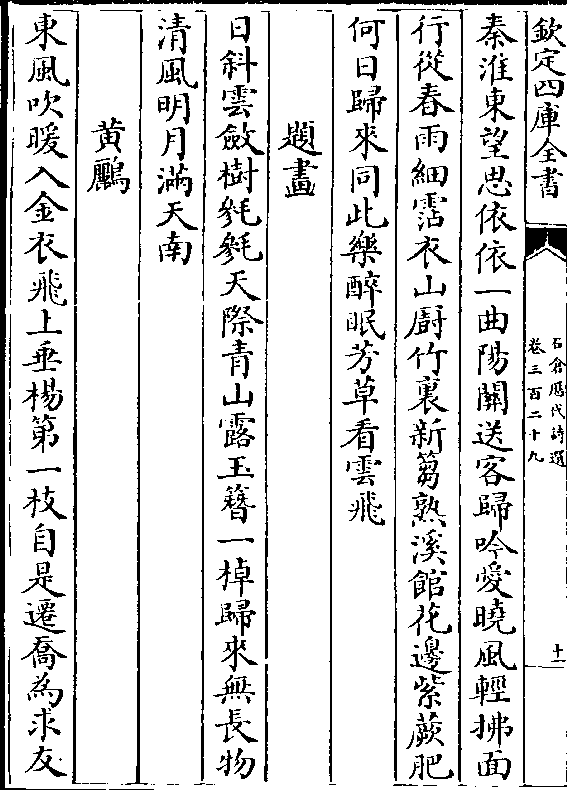 欽定四庫全書
石倉歴代詩選
卷三百二十九
十一
秦淮東望思依依一曲陽關送客歸吟愛曉風輕拂面
行從春雨細霑衣山廚竹裏新蒭熟溪館花邊紫蕨肥
何日歸來同此樂醉眠芳草看雲飛
題畫
日斜雲斂樹毿毿天際青山露玉簪一棹歸來無長物
清風明月滿天南
黄鸝
東風吹暖入金衣飛上垂楊第一枝自是遷喬為求友